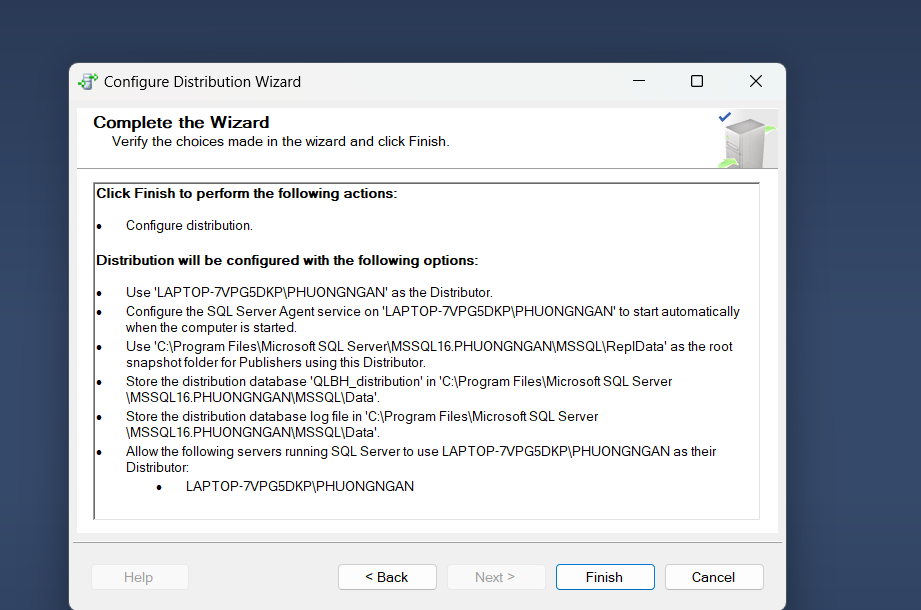 Configure Distribution Wizard
Complete the Wizard
Verify the choices made in the wizard and click Finish.
Click Finish to perform the following actions:
• Configure distribution.
Distribution will be configured with the following options:
• Use 'LAPTOP-7VPG5DKP\PHUONGNGAN' as the Distributor.
• Configure the SQL Server Agent service on 'LAPTOP-7VPG5DKP\PHUONGNGAN' to start automatically
when the computer is started.
• Use 'C:\Program Files\Microsoft SQL Server\MSSQL16.PHUONGNGAN\MSSQL\ReplData' as the root
snapshot folder for Publishers using this Distributor.
• Store the distribution database 'QLBH_distribution' in 'C:\Program Files\Microsoft SQL Server
\MSSQL16.PHUONGNGAN\MSSQL\Data'.
• Store the distribution database log file in 'C:\Program Files\Microsoft SQL Server
\MSSQL16.PHUONGNGAN\MSSQL\Data'.
• Allow the following servers running SQL Server to use LAPTOP-7VPG5DKP\PHUONGNGAN as their
Distributor:
• LAPTOP-7VPG5DKP\PHUONGNGAN
Help
< Back
Next >
Finish
Cancel